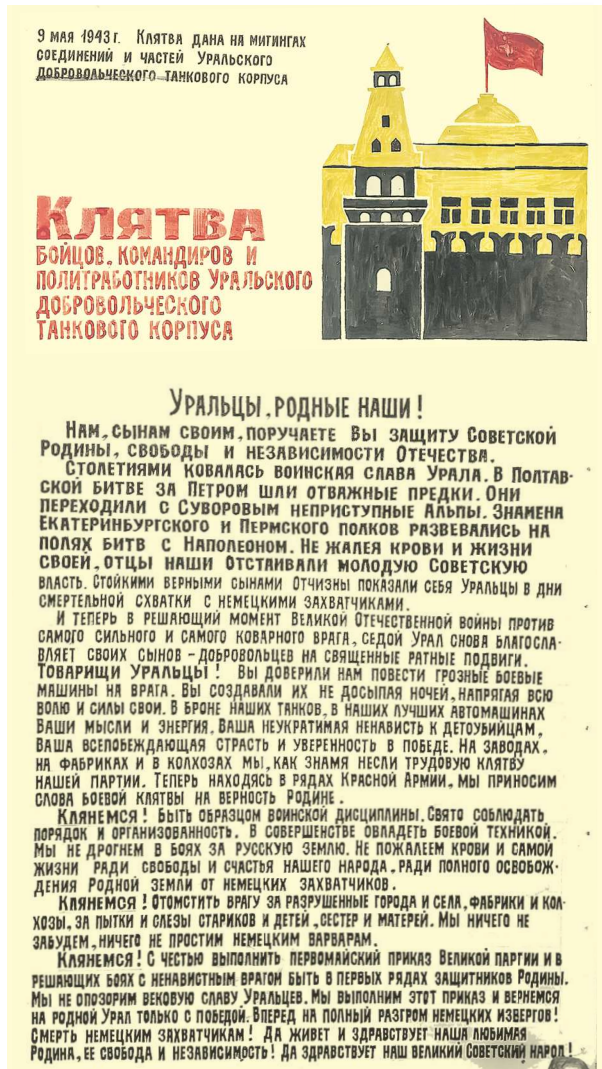 9 мая 1943 г. Клятва дана на митингах
соединений и частей Уральского
добровольческого танкового корпуса
Клятва
бойцов, командиров и
политработников Уральского
добровольческого
танкового корпуса
Уральцы, родные наши!
Нам, сынам своим, поручаете Вы защиту Советской
Родины, свободы и независимости Отечества.
Столетиями ковалась воинская слава Урала. В Полтав-
ской битве за Петром шли отважные предки. Они
переходили с Суворовым неприступные Альпы. Знамена
Екатеринбургского и Пермского полков развевались на
полях битв с Наполеоном. Не жалея крови и жизни
своей, отцы наши отстаивали молодую Советскую
власть. Стойкими верными сынами Отчизны показали себя Уральцы в дни
смертельной схватки с немецкими захватчиками.
И теперь в решающий момент Великой Отечественной войны против
самого сильного и самого коварного врага, седой Урал снова благосла-
вляет своих сынов - добровольцев на священные ратные подвиги.
Товарищи Уральцы! Вы доверили нам повести грозные боевые
машины на врага. Вы создавали их не досыпая ночей, напрягая всю
волю и силы свои. В броне наших танков, в наших лучших автомашинах
Ваши мысли и энергия, Ваша неукратимая ненависть к детоубийцам,
Ваша всепобеждающая страсть и уверенность в победе. На заводах,
на фабриках и в колхозах мы, как знамя несли трудовую клятву
нашей партии. Теперь находясь в рядах Красной Армии, мы приносим
слова боевой клятвы на верность Родине.
Клянемся! Быть образцом воинской дисциплины. Свято соблюдать
порядок и организованность. В совершенстве овладеть боевой техникой.
Мы не дрогнем в боях за русскую землю. Не пожалеем крови и самой
жизни ради свободы и счастья нашего народа, ради полного освобож-
дения Родной земли от немецких захватчиков.
Клянемся! Отомстить врагу за разрушенные города и села, фабрики и кол-
хозы, за пытки и слезы стариков и детей, сестер и матерей. Мы ничего не
забудем, ничего не простим немецким варварам.
Клянемся! С честью выполнить первомайский приказ Великой партии и в
решающих боях с ненавистным врагом быть в первых рядах защитников Родины.
Мы не опозорим вековую славу Уральцев. Мы выполним этот приказ и вернемся
на родной Урал только с победой. Вперед на полный разгром немецких извергов!
Смерть немецким захватчикам! Да живет и здравствует наша любимая
Родина, ее свобода и независимость! Да здравствует наш великий Советский народ!